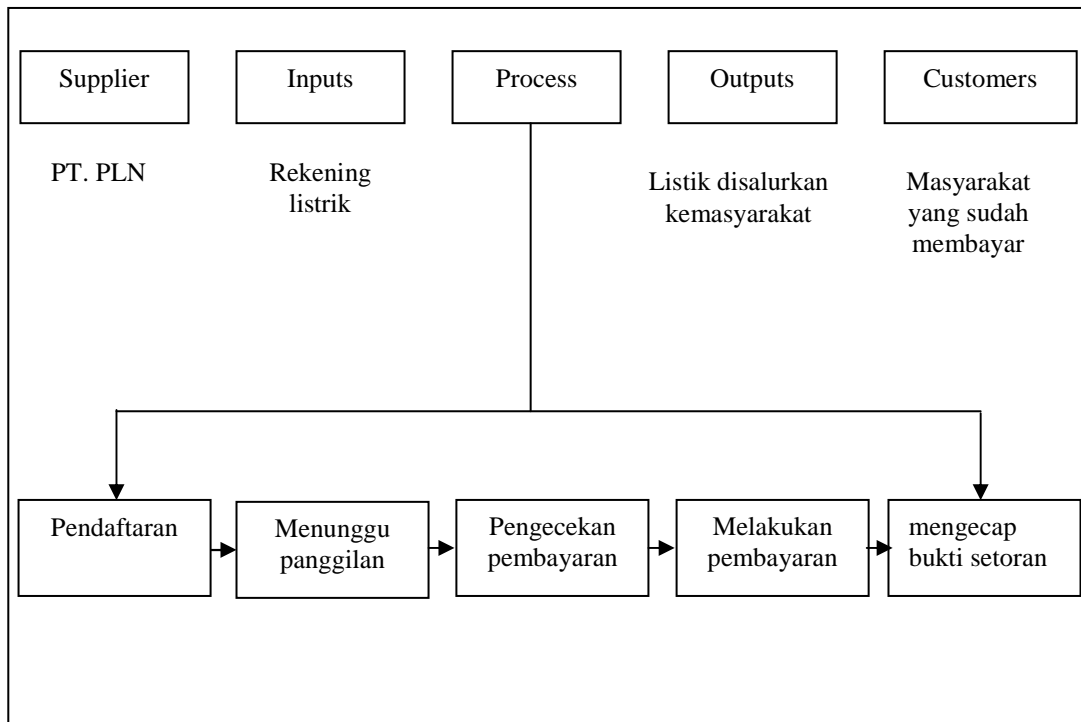 Supplier
Inputs
Process
Outputs
Customers
PT. PLN
Rekening
listrik
Listik disalurkan
kemasyarakat
Masyarakat
yang sudah
membayar
Pendaftaran
Menunggu
panggilan
Pengecekan
pembayaran
Melakukan
pembayaran
mengecap
bukti setoran